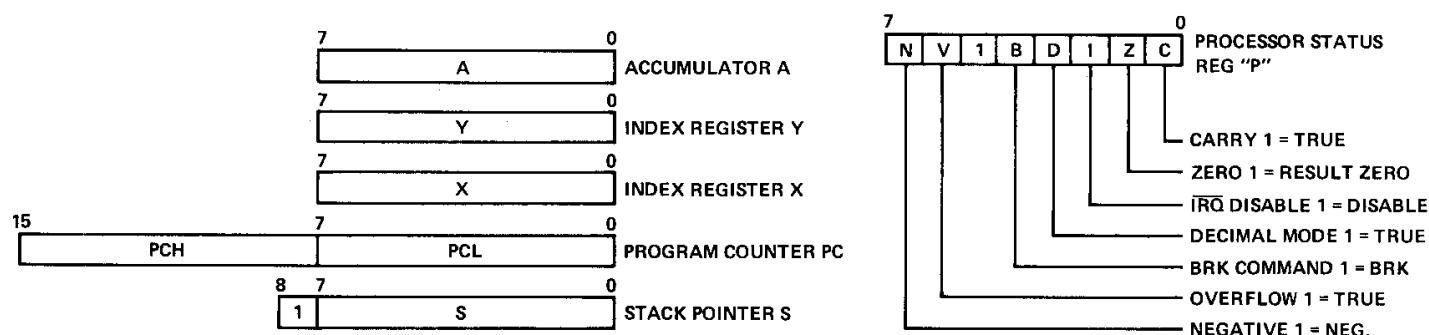 7 0
A
ACCUMULATOR A
7 0
Y
INDEX REGISTER Y
7 0
X
INDEX REGISTER X
15 7 0
PCH PCL
PROGRAM COUNTER PC
8 7 0
1 S
STACK POINTER S
7 0
N V 1 B D I Z C
PROCESSOR STATUS
REG "P"
CARRY 1 = TRUE
ZERO 1 = RESULT ZERO
IRQ DISABLE 1 = DISABLE
DECIMAL MODE 1 = TRUE
BRK COMMAND 1 = BRK
OVERFLOW 1 = TRUE
NEGATIVE 1 = NEG.